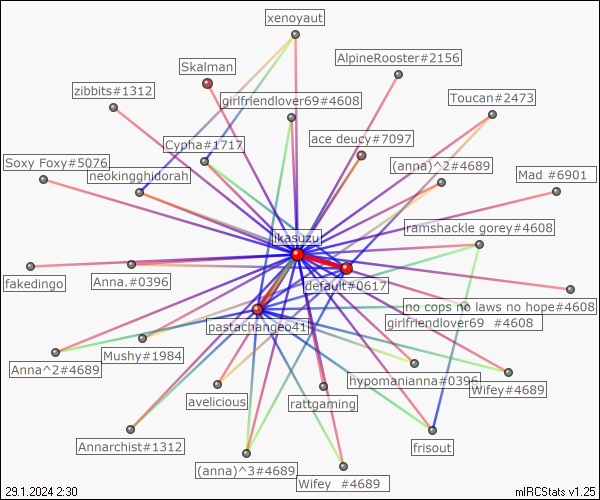 xenoyaut
AlpineRooster#2156
Skalman
zibbits#1312
girlfriendlover69#4608
Toucan#2473
ace deucy#7097
Cypha#1717
(anna)^2#4689
Soxy Foxy#5076
neokingghidorah
Mad #6901
ramshackle gorey#4608
ikasuzu
fakedingo
Anna.#0396
default#0617
no cops no laws no hope#4608
girlfriendlover69 #4608
pastachangeo41
Mushy#1984
Anna^2#4689
hypomanianna#0396
Wifey#4689
avelicious
rattgaming
Annarchist#1312
frisout
(anna)^3#4689
Wifey #4689
29.1.2024 2:30
mIRCStats v1.25